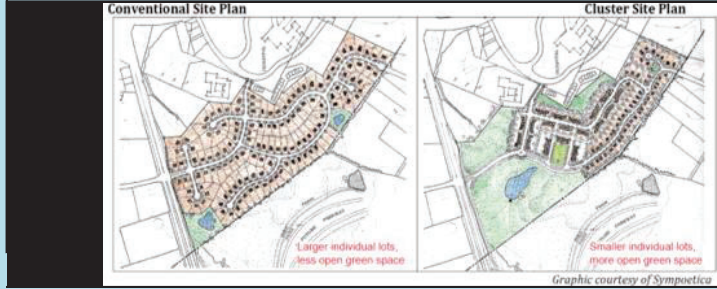 Conventional Site Plan
Cluster Site Plan
Larger individual lots,
less open green space
Smaller individual lots,
more open green space
Graphic courtesy of Sympoetica